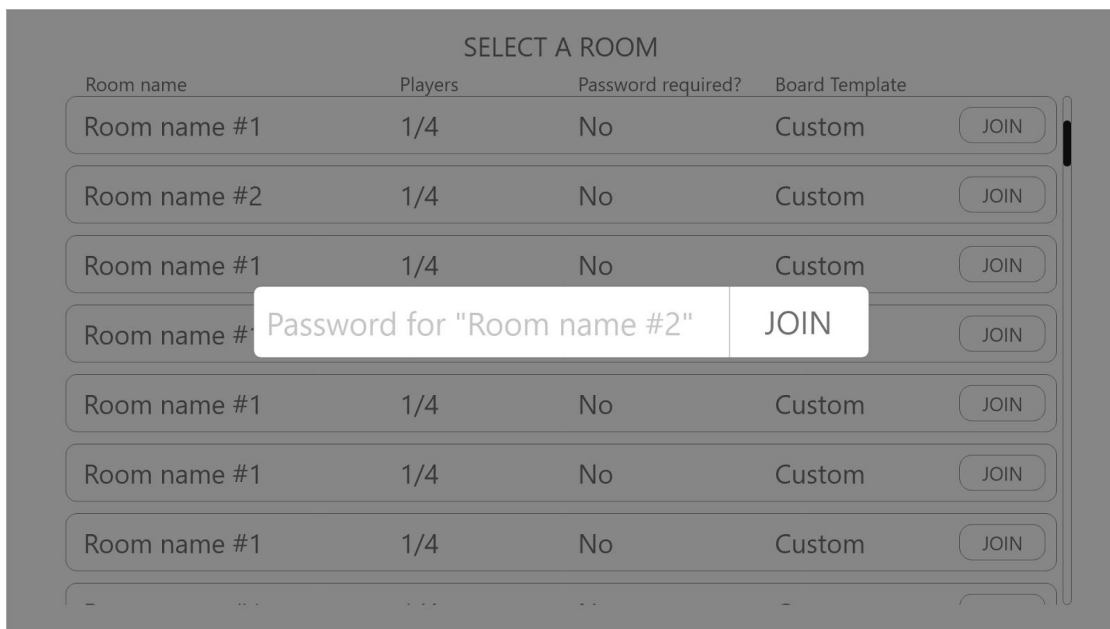 SELECT A ROOM
Room name Players Password required? Board Template
Room name #1 1/4 No Custom JOIN
Room name #2 1/4 No Custom JOIN
Room name #1 1/4 No Custom JOIN
Room name # JOIN
Password for "Room name #2" JOIN
Room name #1 1/4 No Custom JOIN
Room name #1 1/4 No Custom JOIN
Room name #1 1/4 No Custom JOIN